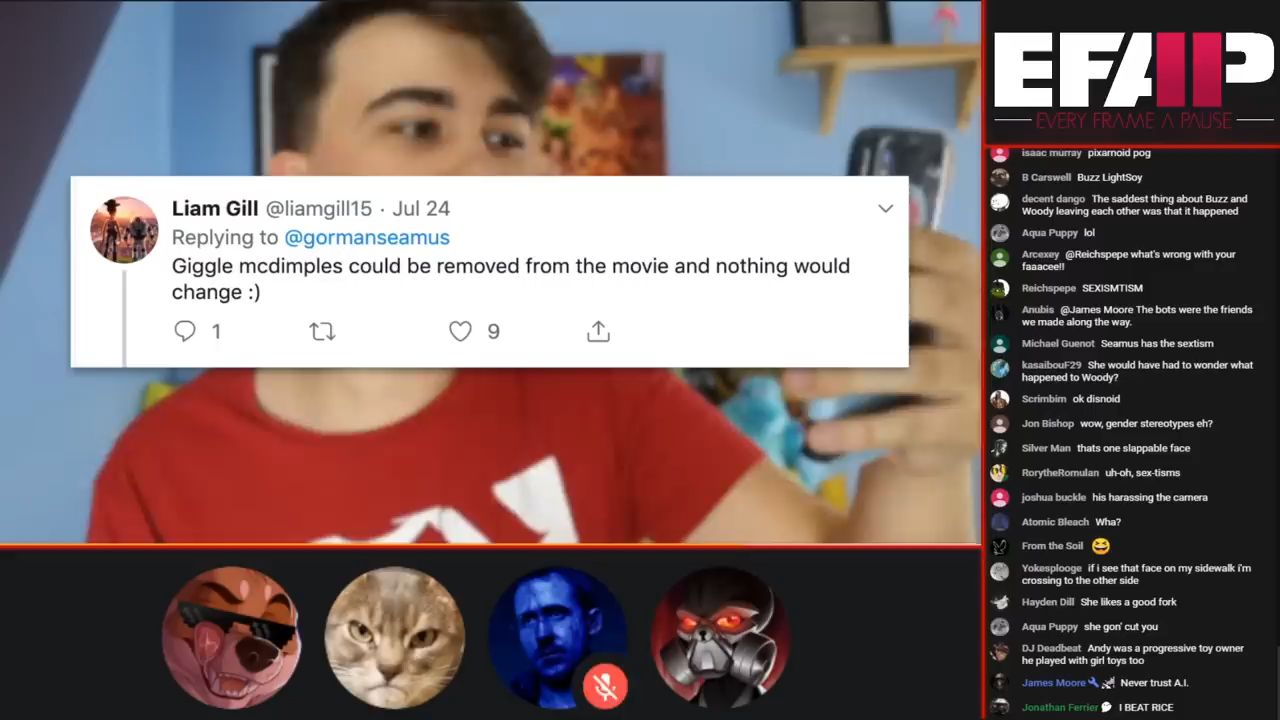 Liam Gill @liamgill15 · Jul 24
Replying to @gormanseamus
Giggle mcdimples could be removed from the movie and nothing would
change :)
1
9
EFAP
EVERY FRAME A PAUSE
isaac murray pixarnoid pog
B Carswell Buzz LightSoy
decent dango The saddest thing about Buzz and
Woody leaving each other was that it happened
Aqua Puppy lol
Arcexey @Reichspepe what's wrong with your
faaacee!!
Reichspepe SEXISMTISM
Anubis @James Moore The bots were the friends
we made along the way.
Michael Guenot Seamus has the sextism
kasaibouF29 She would have had to wonder what
happened to Woody?
Scrimbim ok disnoid
Jon Bishop wow, gender stereotypes eh?
Silver Man thats one slappable face
RorytheRomulan uh-oh, sex-tisms
joshua buckle his harassing the camera
Atomic Bleach Wha?
From the Soil 😆
Yokesplooge if i see that face on my sidewalk i'm
crossing to the other side
Hayden Dill She likes a good fork
Aqua Puppy she gon' cut you
DJ Deadbeat Andy was a progressive toy owner
he played with girl toys too
James Moore Never trust A.I.
Jonathan Ferrier I BEAT RICE